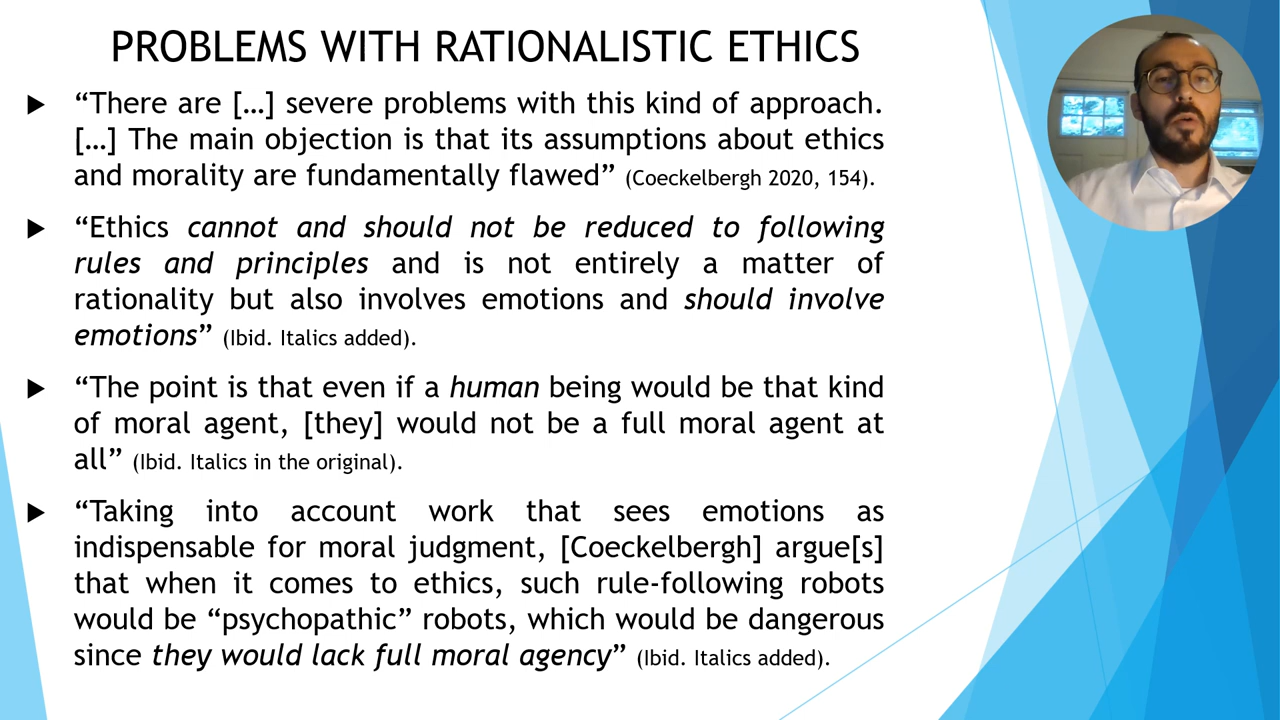 PROBLEMS WITH RATIONALISTIC ETHICS
“There are […] severe problems with this kind of approach.
[…] The main objection is that its assumptions about ethics
and morality are fundamentally flawed” (Coeckelbergh 2020, 154).
“Ethics cannot and should not be reduced to following
rules and principles and is not entirely a matter of
rationality but also involves emotions and should involve
emotions” (Ibid. Italics added).
“The point is that even if a human being would be that kind
of moral agent, [they] would not be a full moral agent at
all” (Ibid. Italics in the original).
“Taking into account work that sees emotions as
indispensable for moral judgment, [Coeckelbergh] argue[s]
that when it comes to ethics, such rule-following robots
would be “psychopathic” robots, which would be dangerous
since they would lack full moral agency” (Ibid. Italics added).